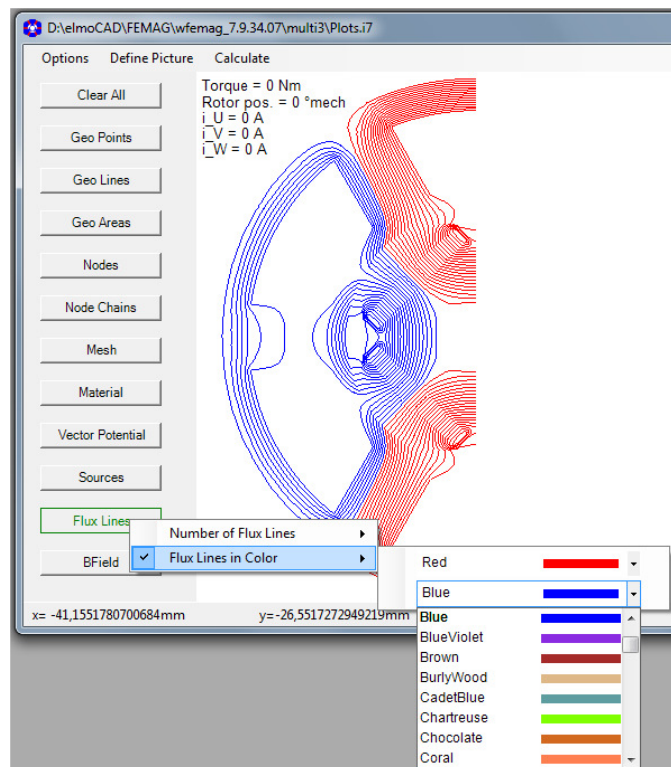 D:\elmoCAD\FEMAG\wfemag_7.9.34.07\multi3\Plots.i7
Options Define Picture Calculate
Clear All
Geo Points
Geo Lines
Geo Areas
Nodes
Node Chains
Mesh
Material
Vector Potential
Sources
Flux Lines
BField
Torque = 0 Nm
Rotor pos. = 0 °mech
i_U = 0 A
i_V = 0 A
i_W = 0 A
Number of Flux Lines
Flux Lines in Color
Red
Blue
Blue
BlueViolet
Brown
BurlyWood
CadetBlue
Chartreuse
Chocolate
Coral
x= -41,1551780700684mm y=-26,5517272949219mm